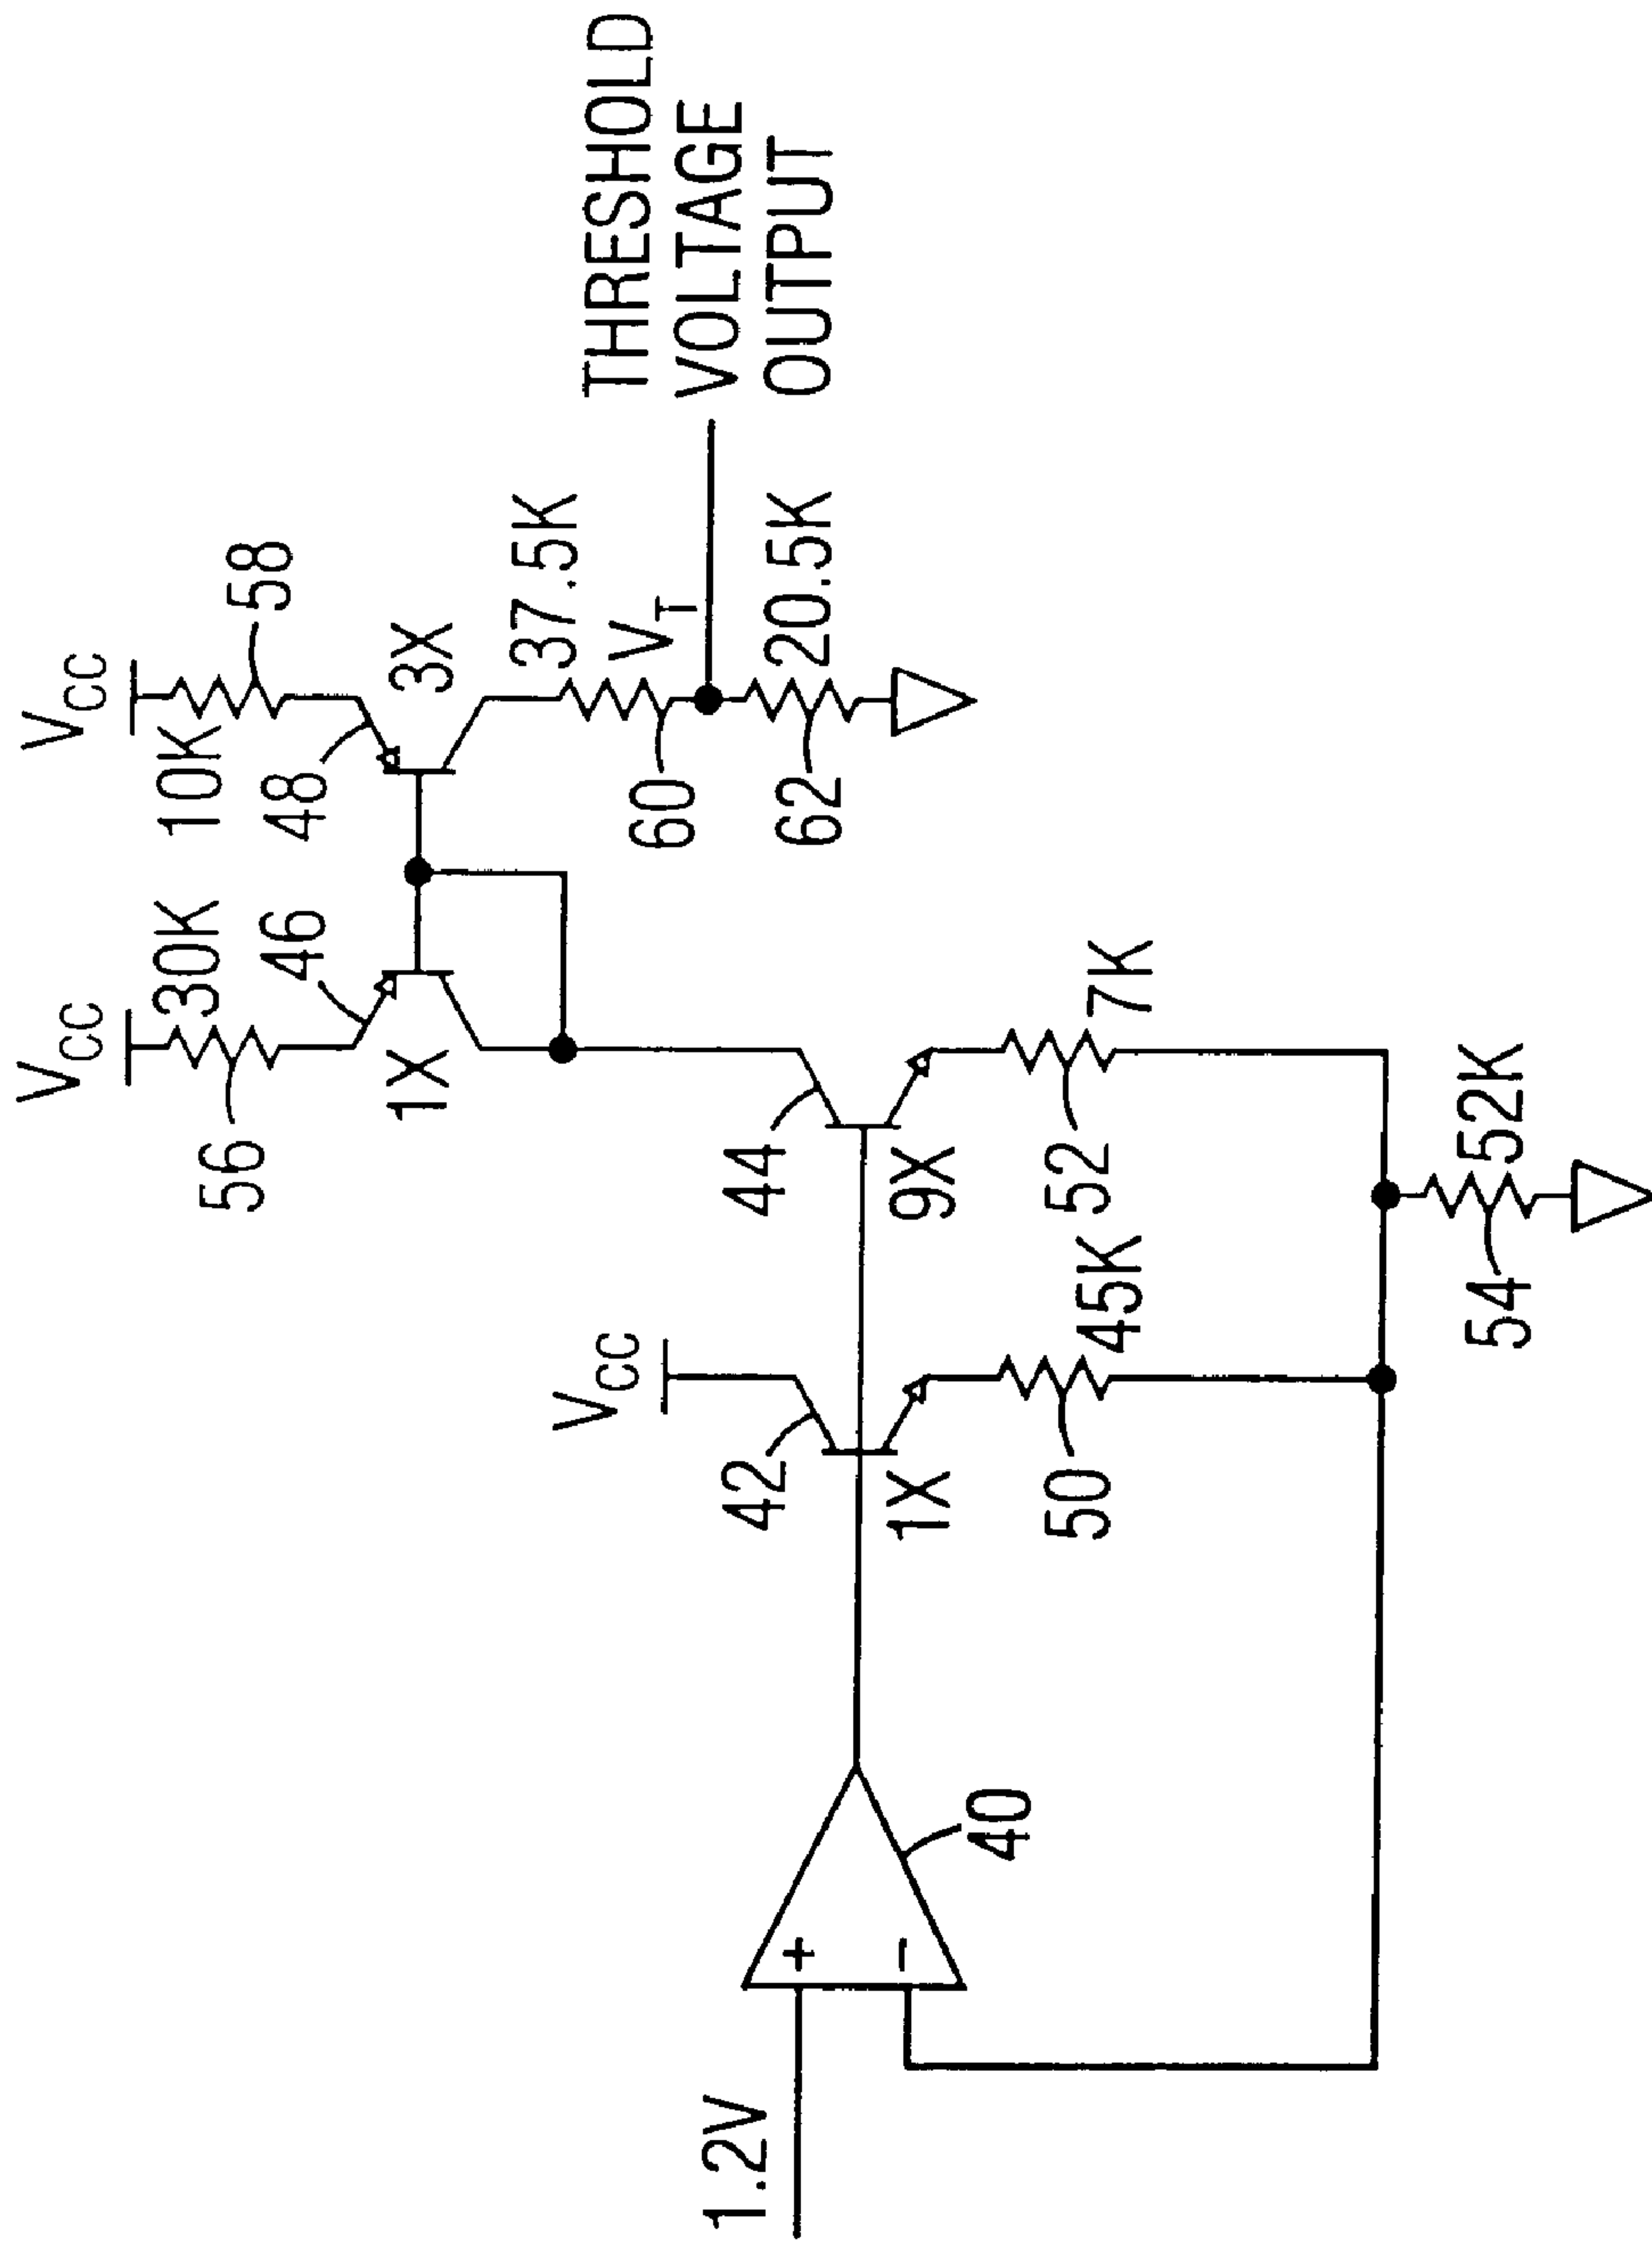 VCC
VCC
30K
10K
56
58
46
48
1X
3X
37.5K
VT
60
62
20.5K
THRESHOLD
VOLTAGE
OUTPUT
VCC
42
44
1X
9X
50
45K
52
7K
54
52K
1.2V
+
−
40